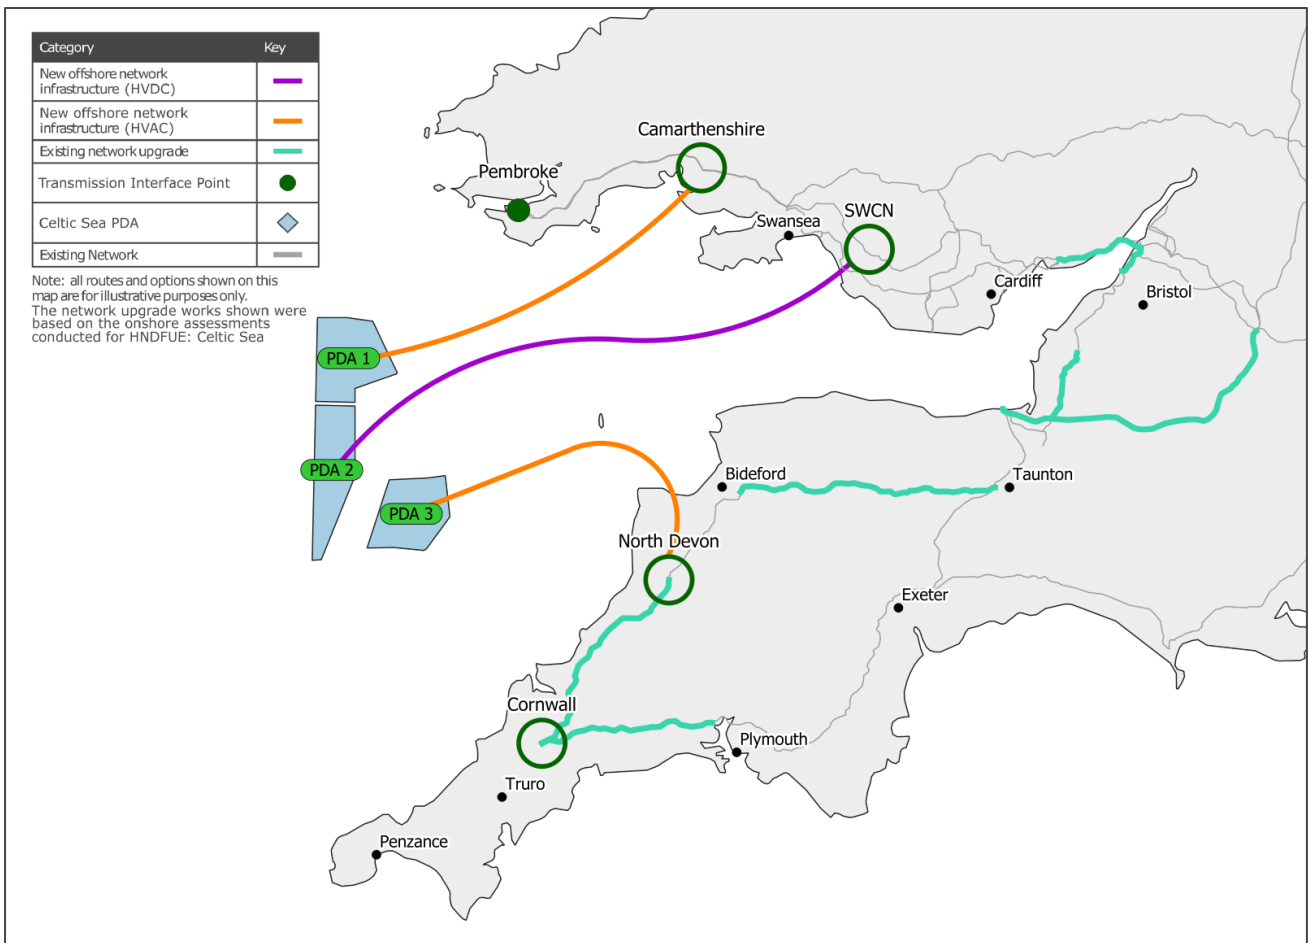 Category Key
New offshore network
infrastructure (HVDC)
New offshore network
infrastructure (HVAC)
Existing network upgrade
Transmission Interface Point
Celtic Sea PDA
Existing Network
Note: all routes and options shown on this
map are for illustrative purposes only.
The network upgrade works shown were
based on the onshore assessments
conducted for HNDFUE: Celtic Sea
Camarthenshire
Pembroke
SWCN
Swansea
Cardiff
Bristol
PDA 1
PDA 2
PDA 3
Bideford
Taunton
North Devon
Exeter
Cornwall
Plymouth
Truro
Penzance